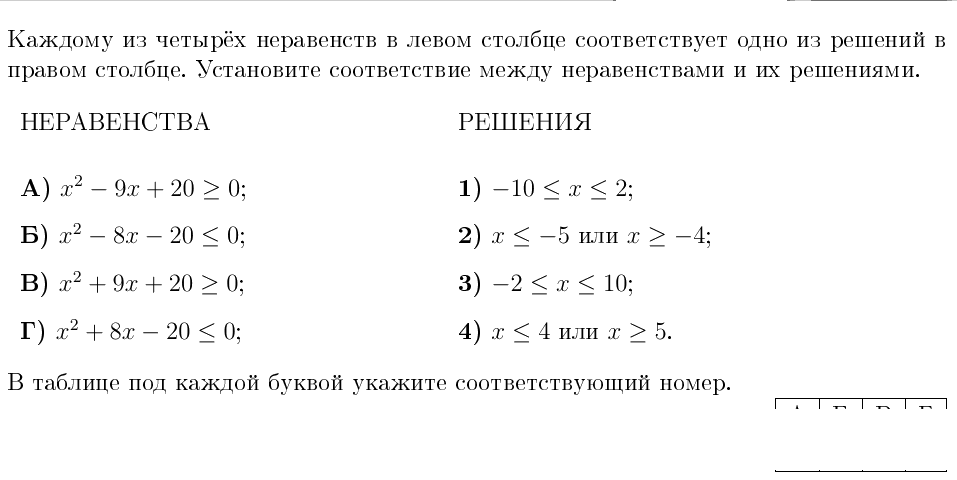 Каждому из четырёх неравенств в левом столбце соответствует одно из решений в
правом столбце. Установите соответствие между неравенствами и их решениями.
НЕРАВЕНСТВА РЕШЕНИЯ
А) x² − 9x + 20 ≥ 0; 1) −10 ≤ x ≤ 2;
Б) x² − 8x − 20 ≤ 0; 2) x ≤ −5 или x ≥ −4;
В) x² + 9x + 20 ≥ 0; 3) −2 ≤ x ≤ 10;
Г) x² + 8x − 20 ≤ 0; 4) x ≤ 4 или x ≥ 5.
В таблице под каждой буквой укажите соответствующий номер.